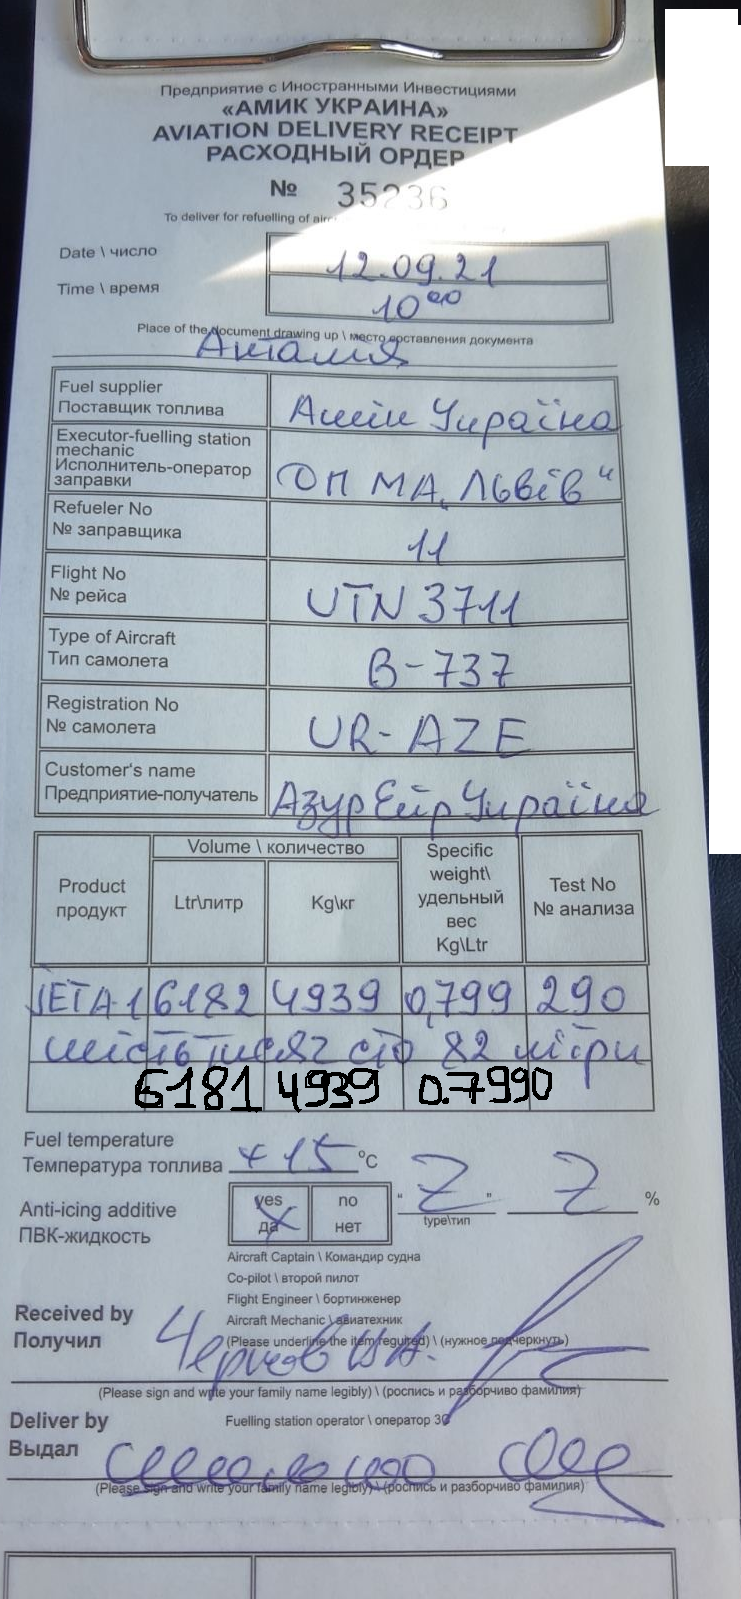 Предприятие с Иностранными Инвестициями
«АМИК УКРАИНА»
AVIATION DELIVERY RECEIPT
РАСХОДНЫЙ ОРДЕР
№ 35236
To deliver for refuelling of
Date \ число 12.09.21
Time \ время 10 00
Place of the document drawing up \ место составления документа
Анталия
Fuel supplier
Поставщик топлива
Амік Україна
Executor-fuelling station
mechanic
Исполнитель-оператор
заправки
ОП МА „Львів“
Refueler No
№ заправщика
11
Flight No
№ рейса
UTN 3711
Type of Aircraft
Тип самолета
B-737
Registration No
№ самолета
UR-AZE
Customer's name
Предприятие-получатель
Азур Ейр Україна
Volume \ количество
Product
продукт
Ltr\литр
Kg\кг
Specific
weight\
удельный
вес
Kg\Ltr
Test No
№ анализа
JETA-1 6182 4939 0,799 290
шість тисяч сто 82 літри
6181 4939 0.7990
Fuel temperature
Температура топлива +15 °C
Anti-icing additive
ПВК-жидкость
yes
да
no
нет
" Z "
type\тип
Z %
Aircraft Captain \ Командир судна
Co-pilot \ второй пилот
Flight Engineer \ бортинженер
Aircraft Mechanic \ авиатехник
(Please underline the item reguired) \ (нужное подчеркнуть)
Received by
Получил
(Please sign and write your family name legibly) \ (роспись и разборчиво фамилия)
Deliver by
Выдал
Fuelling station operator \ оператор ЗС
(Please sign and write your family name legibly) \ (роспись и разборчиво фамилия)